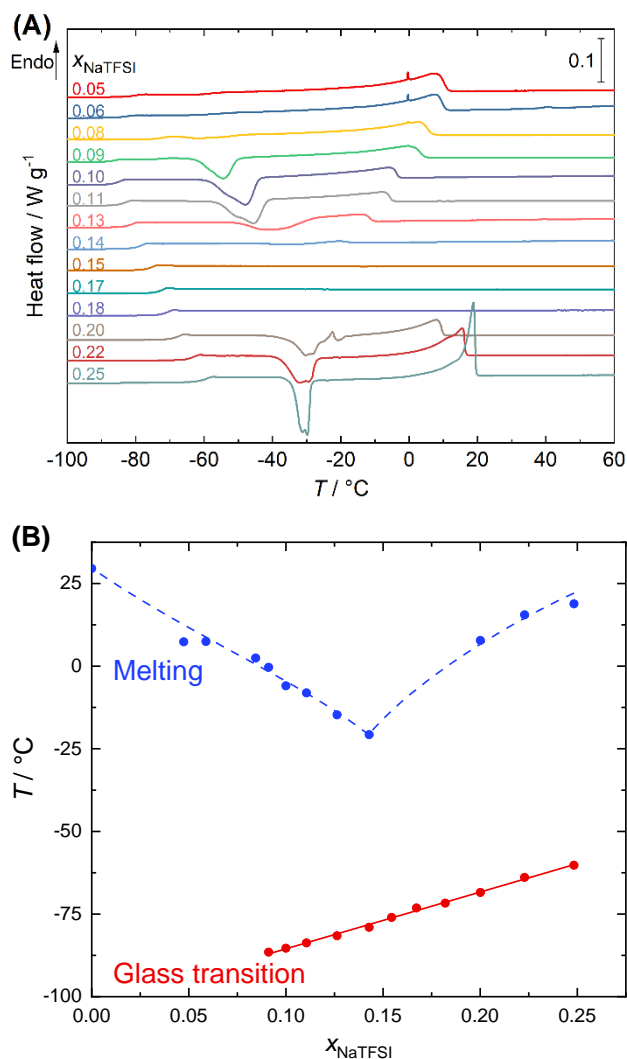 (A)
Endo
xNaTFSI
0.1
0.05
0.06
0.08
0.09
0.10
0.11
0.13
0.14
0.15
0.17
0.18
0.20
0.22
0.25
Heat flow / W g-1
-100 -80 -60 -40 -20 0 20 40 60
T / °C
(B)
25
0
-25
-50
-75
-100
T / °C
Melting
Glass transition
0.00 0.05 0.10 0.15 0.20 0.25
xNaTFSI